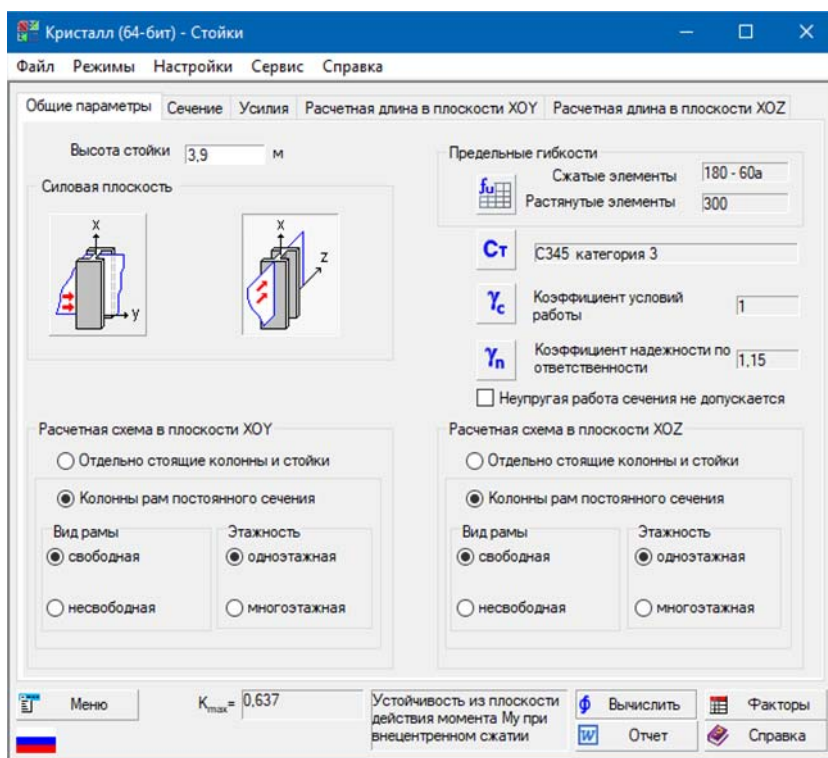 Кристалл (64-бит) - Стойки
Файл Режимы Настройки Сервис Справка
Общие параметры Сечение Усилия Расчетная длина в плоскости XOY Расчетная длина в плоскости XOZ
Высота стойки 3,9 м
Силовая плоскость
X
y
X
Z
Предельные гибкости
fu
Сжатые элементы 180 - 60a
Растянутые элементы 300
Ст С345 категория 3
γc Коэффициент условий
работы
1
γn Коэффициент надежности по
ответственности
1,15
Неупругая работа сечения не допускается
Расчетная схема в плоскости XOY
Отдельно стоящие колонны и стойки
Колонны рам постоянного сечения
Вид рамы
свободная
несвободная
Этажность
одноэтажная
многоэтажная
Расчетная схема в плоскости XOZ
Отдельно стоящие колонны и стойки
Колонны рам постоянного сечения
Вид рамы
свободная
несвободная
Этажность
одноэтажная
многоэтажная
Меню
Kmax= 0,637
Устойчивость из плоскости
действия момента My при
внецентренном сжатии
ϕ Вычислить
Факторы
W Отчет
Справка